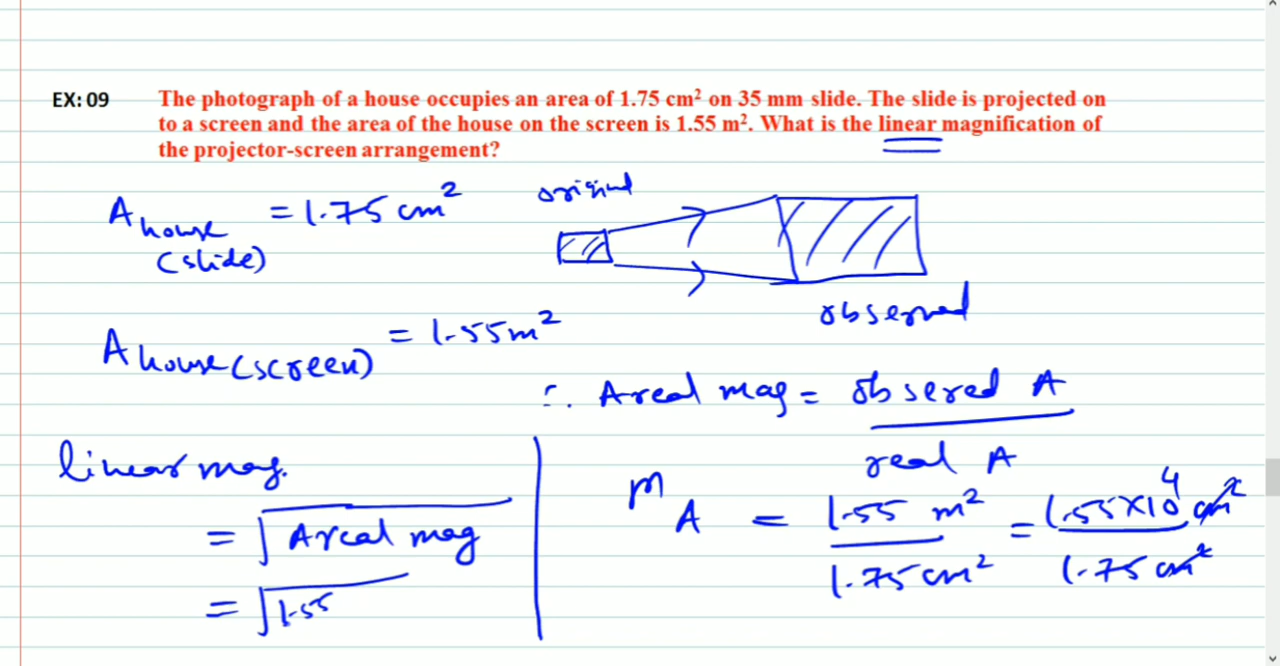 EX: 09 The photograph of a house occupies an area of 1.75 cm² on 35 mm slide. The slide is projected on
to a screen and the area of the house on the screen is 1.55 m². What is the linear magnification of
the projector-screen arrangement?
A house (slide) = 1.75 cm²
original
observed
A house (screen) = 1.55 m²
∴ Areal mag = obsered A / real A
m A = 1.55 m² / 1.75 cm² = 1.55 × 10⁴ cm² / 1.75 cm²
linear mag.
= √Areal mag
= √1.55